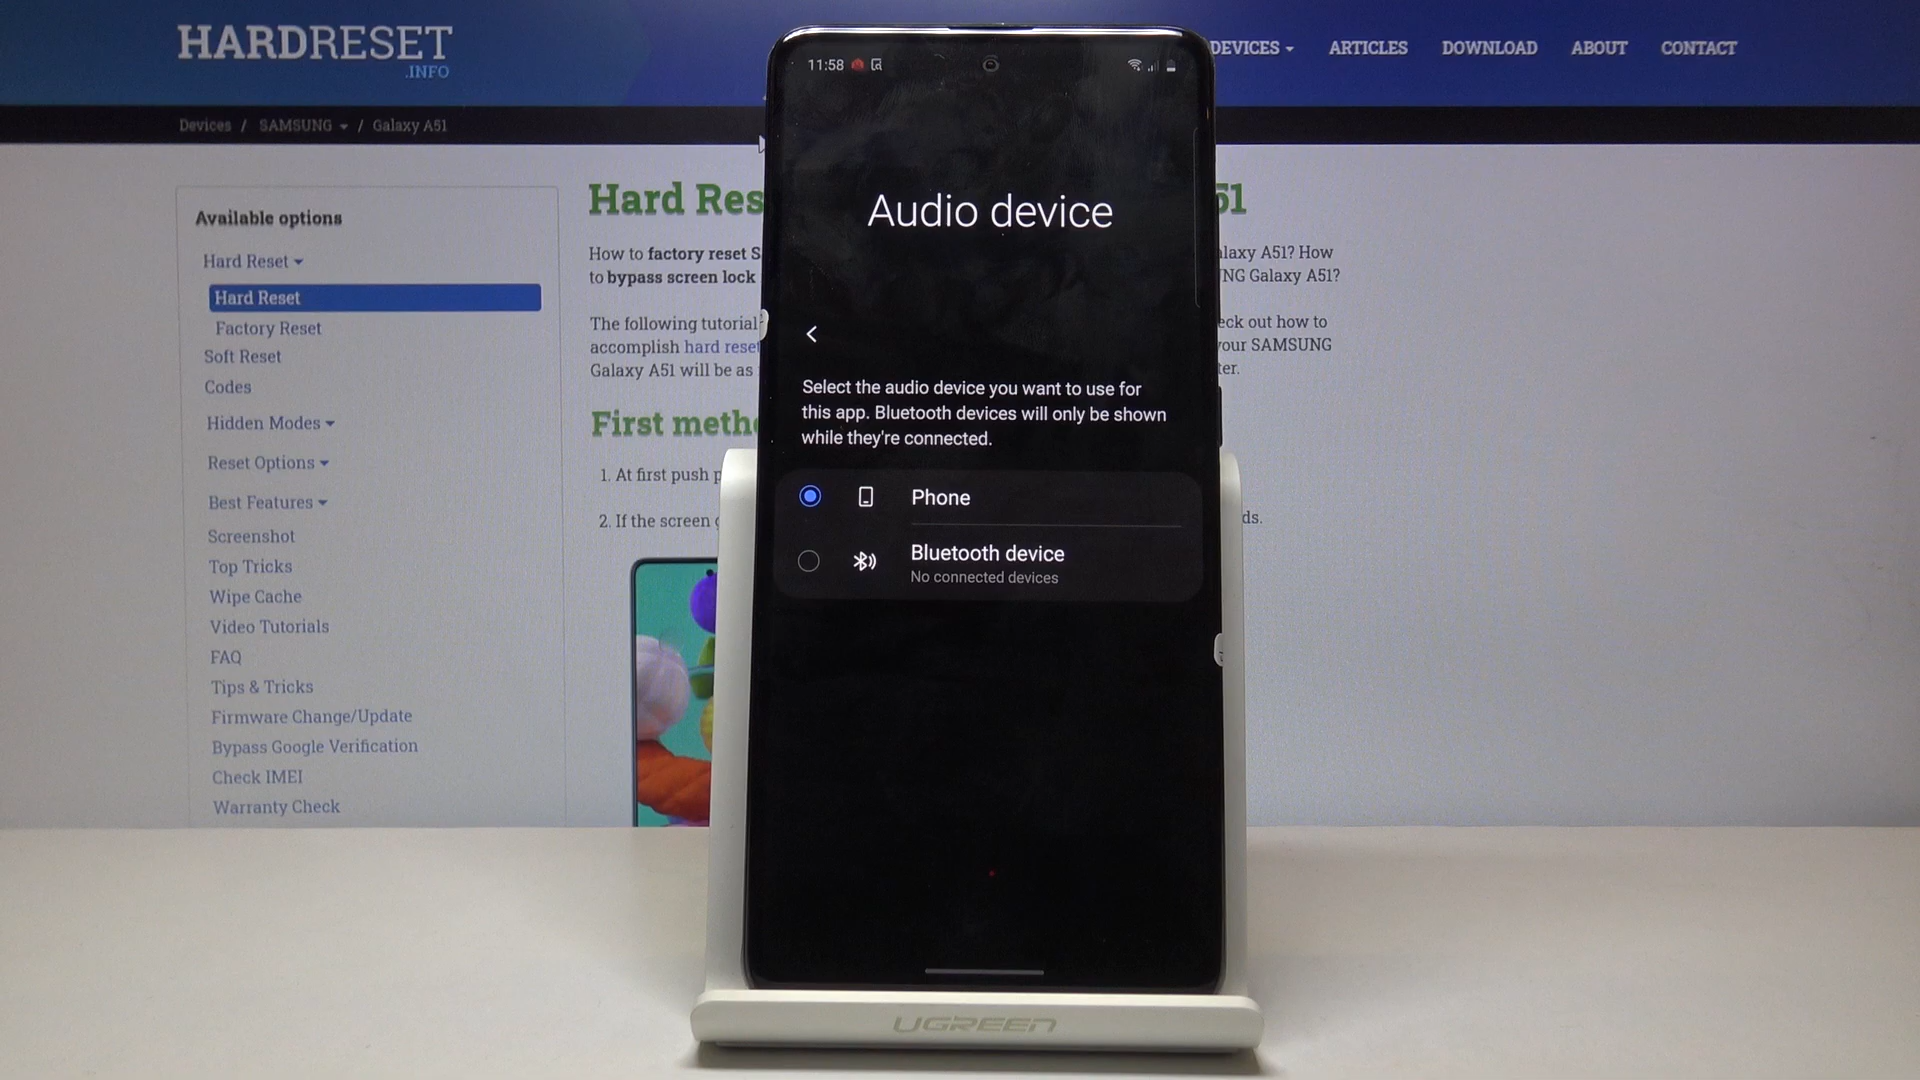 HARDRESET
.INFO
DEVICES
ARTICLES
DOWNLOAD
ABOUT
CONTACT
Devices / SAMSUNG / Galaxy A51
Available options
Hard Reset
Hard Reset
Factory Reset
Soft Reset
Codes
Hidden Modes
Reset Options
Best Features
Screenshot
Top Tricks
Wipe Cache
Video Tutorials
FAQ
Tips & Tricks
Firmware Change/Update
Bypass Google Verification
Check IMEI
Warranty Check
Hard Res 51
How to factory reset S alaxy A51? How
to bypass screen lock NG Galaxy A51?
The following tutorial eck out how to
accomplish hard reset your SAMSUNG
Galaxy A51 will be as ter.
First metho
1. At first push p
2. If the screen g ds.
11:58
Audio device
Select the audio device you want to use for
this app. Bluetooth devices will only be shown
while they're connected.
Phone
Bluetooth device
No connected devices
UGREEN